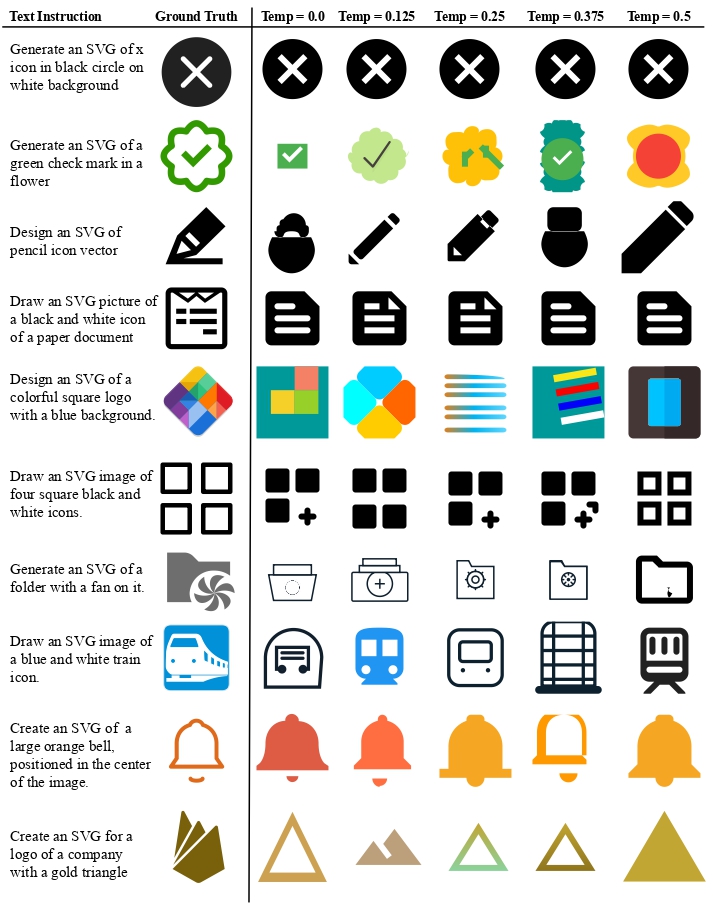 Text Instruction Ground Truth Temp = 0.0 Temp = 0.125 Temp = 0.25 Temp = 0.375 Temp = 0.5
Generate an SVG of x
icon in black circle on
white background
Generate an SVG of a
green check mark in a
flower
Design an SVG of
pencil icon vector
Draw an SVG picture of
a black and white icon
of a paper document
Design an SVG of a
colorful square logo
with a blue background.
Draw an SVG image of
four square black and
white icons.
Generate an SVG of a
folder with a fan on it.
Draw an SVG image of
a blue and white train
icon.
Create an SVG of a
large orange bell,
positioned in the center
of the image.
Create an SVG for a
logo of a company
with a gold triangle